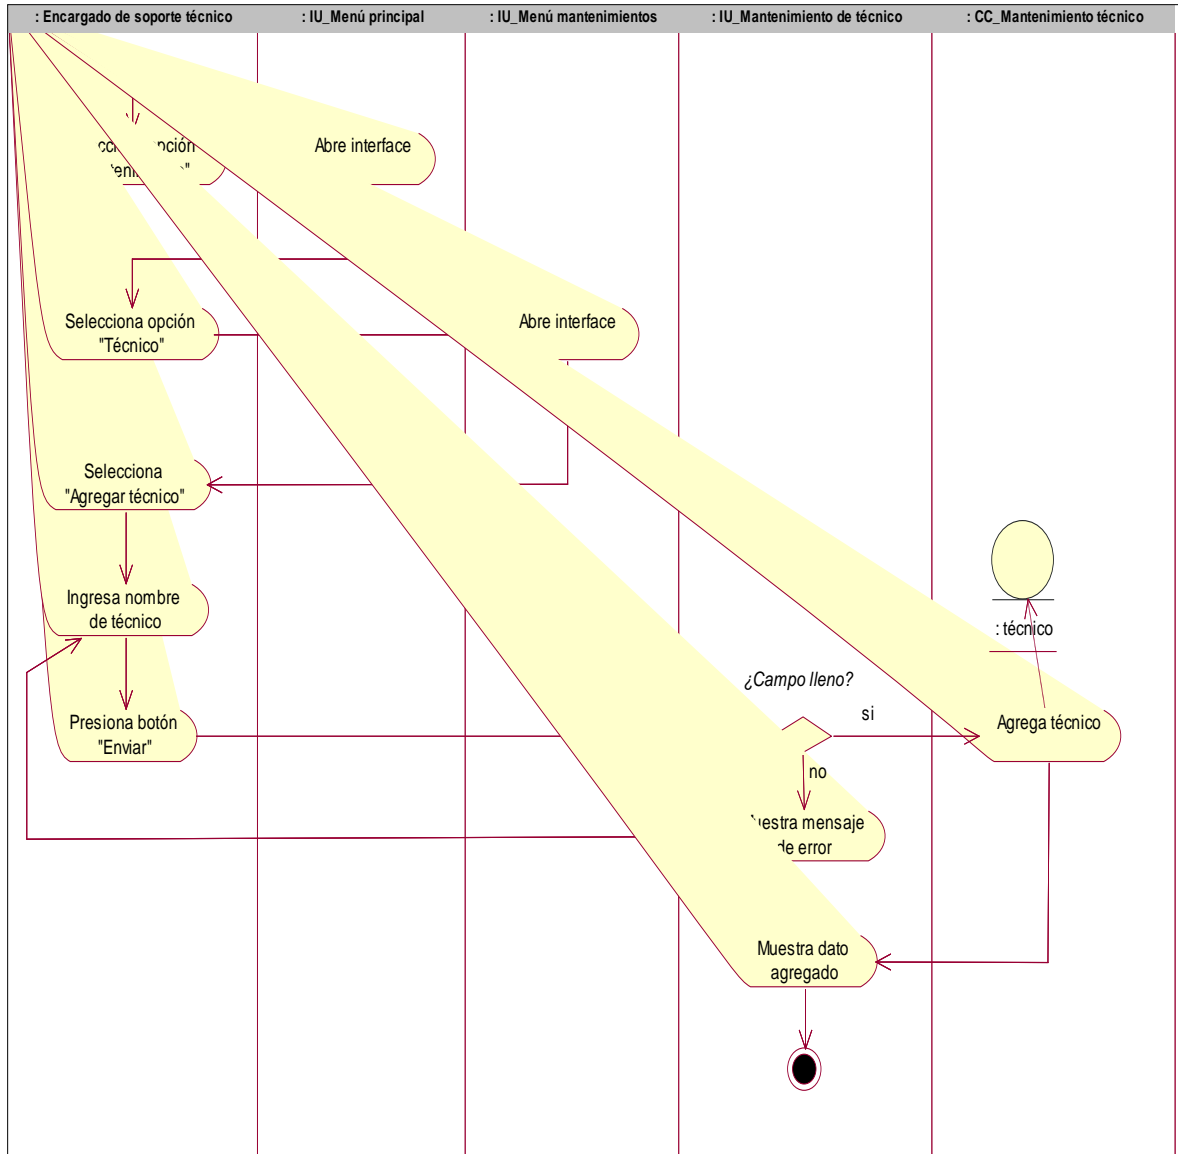 : Encargado de soporte técnico
: IU_Menú principal
: IU_Menú mantenimientos
: IU_Mantenimiento de técnico
: CC_Mantenimiento técnico
Abre interface
Selecciona opción
"Técnico"
Abre interface
Selecciona
"Agregar técnico"
Ingresa nombre
de técnico
: técnico
¿Campo lleno?
si
Presiona botón
"Enviar"
Agrega técnico
no
mensaje
de error
Muestra dato
agregado